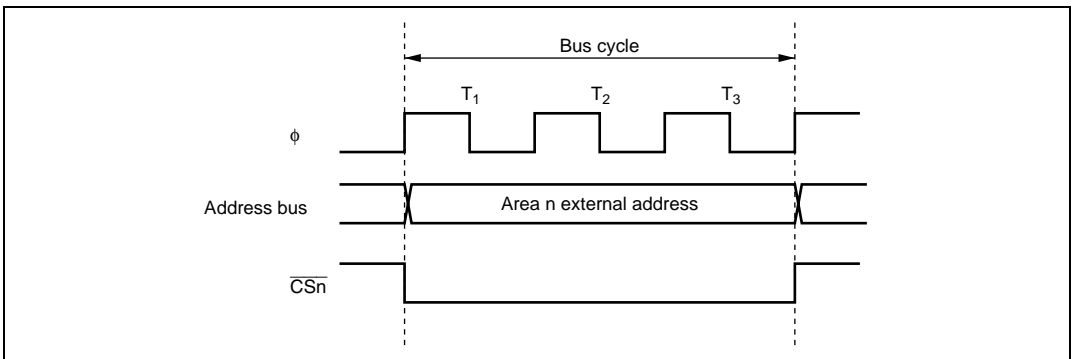 Bus cycle
T1 T2 T3
ϕ
Address bus Area n external address
CSn